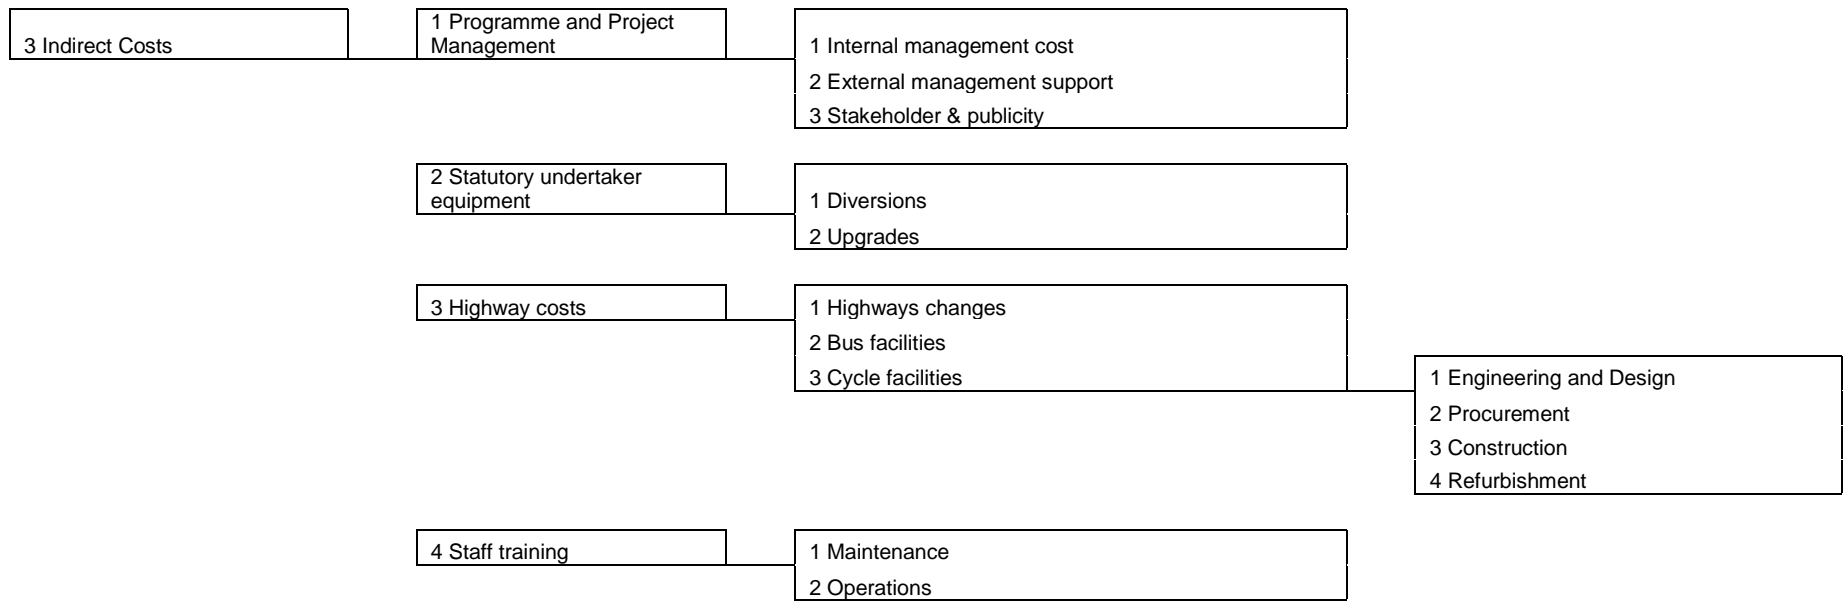 3 Indirect Costs
1 Programme and Project
Management
1 Internal management cost
2 External management support
3 Stakeholder & publicity
2 Statutory undertaker
equipment
1 Diversions
2 Upgrades
3 Highway costs
1 Highways changes
2 Bus facilities
3 Cycle facilities
1 Engineering and Design
2 Procurement
3 Construction
4 Refurbishment
4 Staff training
1 Maintenance
2 Operations